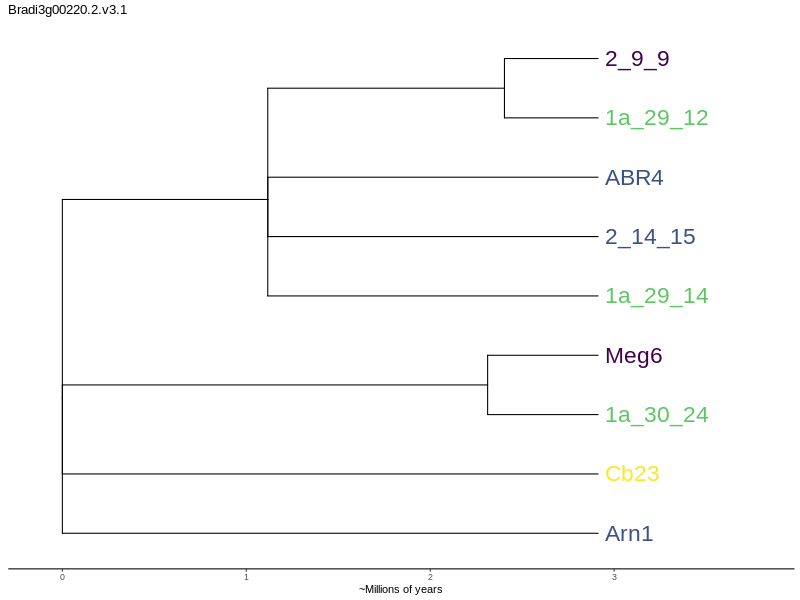 Bradi3g00220.2.v3.1
2_9_9
1a_29_12
ABR4
2_14_15
1a_29_14
Meg6
1a_30_24
Cb23
Arn1
0 1 2 3
~Millions of years